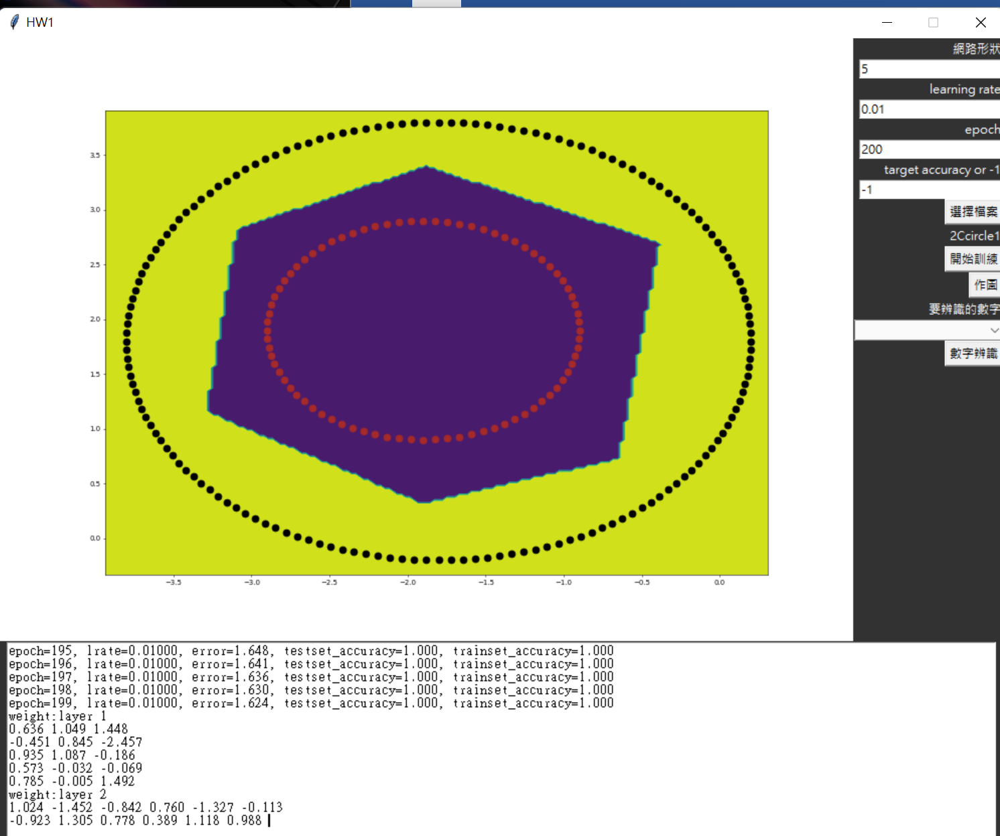 HW1
網路形狀
5
learning rate
0.01
epoch
200
target accuracy or -1
-1
選擇檔案
2Ccircle1
開始訓練
作圖
要辨識的數字
數字辨識
3.5
3.0
2.5
2.0
1.5
1.0
0.5
0.0
−3.5 −3.0 −2.5 −2.0 −1.5 −1.0 −0.5 0.0
epoch=195, lrate=0.01000, error=1.648, testset_accuracy=1.000, trainset_accuracy=1.000
epoch=196, lrate=0.01000, error=1.641, testset_accuracy=1.000, trainset_accuracy=1.000
epoch=197, lrate=0.01000, error=1.636, testset_accuracy=1.000, trainset_accuracy=1.000
epoch=198, lrate=0.01000, error=1.630, testset_accuracy=1.000, trainset_accuracy=1.000
epoch=199, lrate=0.01000, error=1.624, testset_accuracy=1.000, trainset_accuracy=1.000
weight:layer 1
0.636 1.049 1.448
-0.451 0.845 -2.457
0.935 1.087 -0.186
0.573 -0.032 -0.069
0.785 -0.005 1.492
weight:layer 2
1.024 -1.452 -0.842 0.760 -1.327 -0.113
-0.923 1.305 0.778 0.389 1.118 0.988